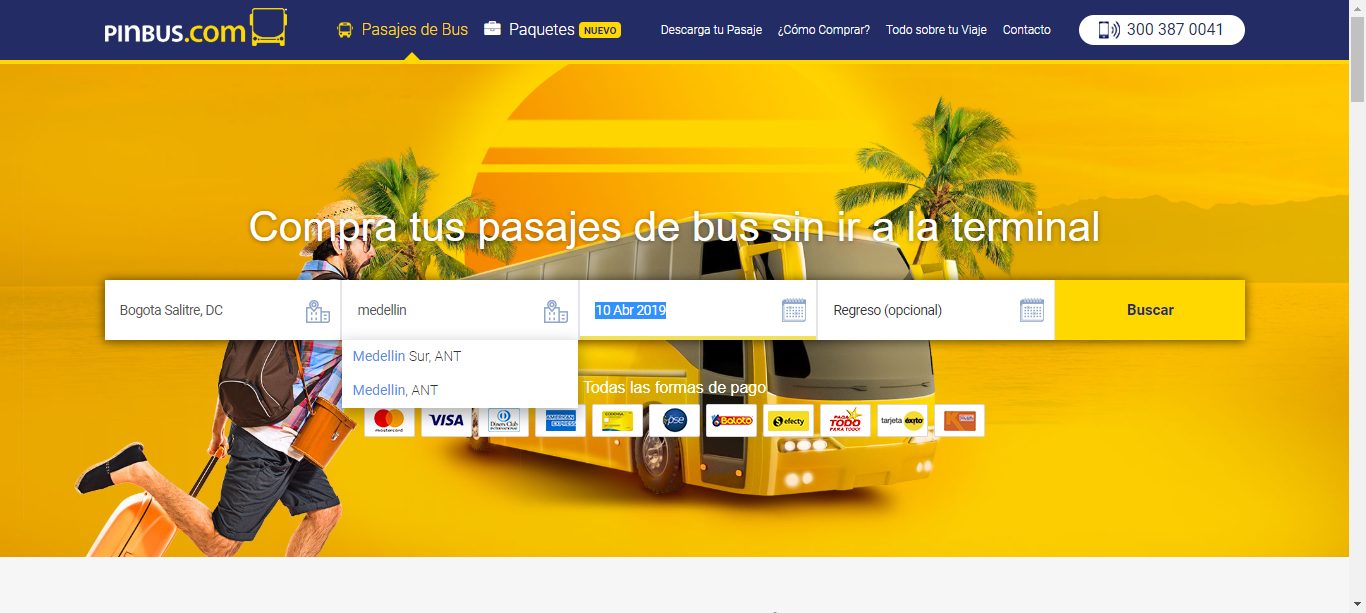 PINBUS.com
Pasajes de Bus
Paquetes NUEVO
Descarga tu Pasaje
¿Cómo Comprar?
Todo sobre tu Viaje
Contacto
300 387 0041
Compra tus pasajes de bus sin ir a la terminal
Bogota Salitre, DC
medellin
10 Abr 2019
Regreso (opcional)
Buscar
Medellin Sur, ANT
Medellin, ANT
Todas las formas de pago
mastercard
VISA
Diners Club
INTERNATIONAL
AMERICAN
EXPRESS
CODENSA
pse
Baloto
efecty
PAGA
TODO
PARA TODO!
tarjeta éxito